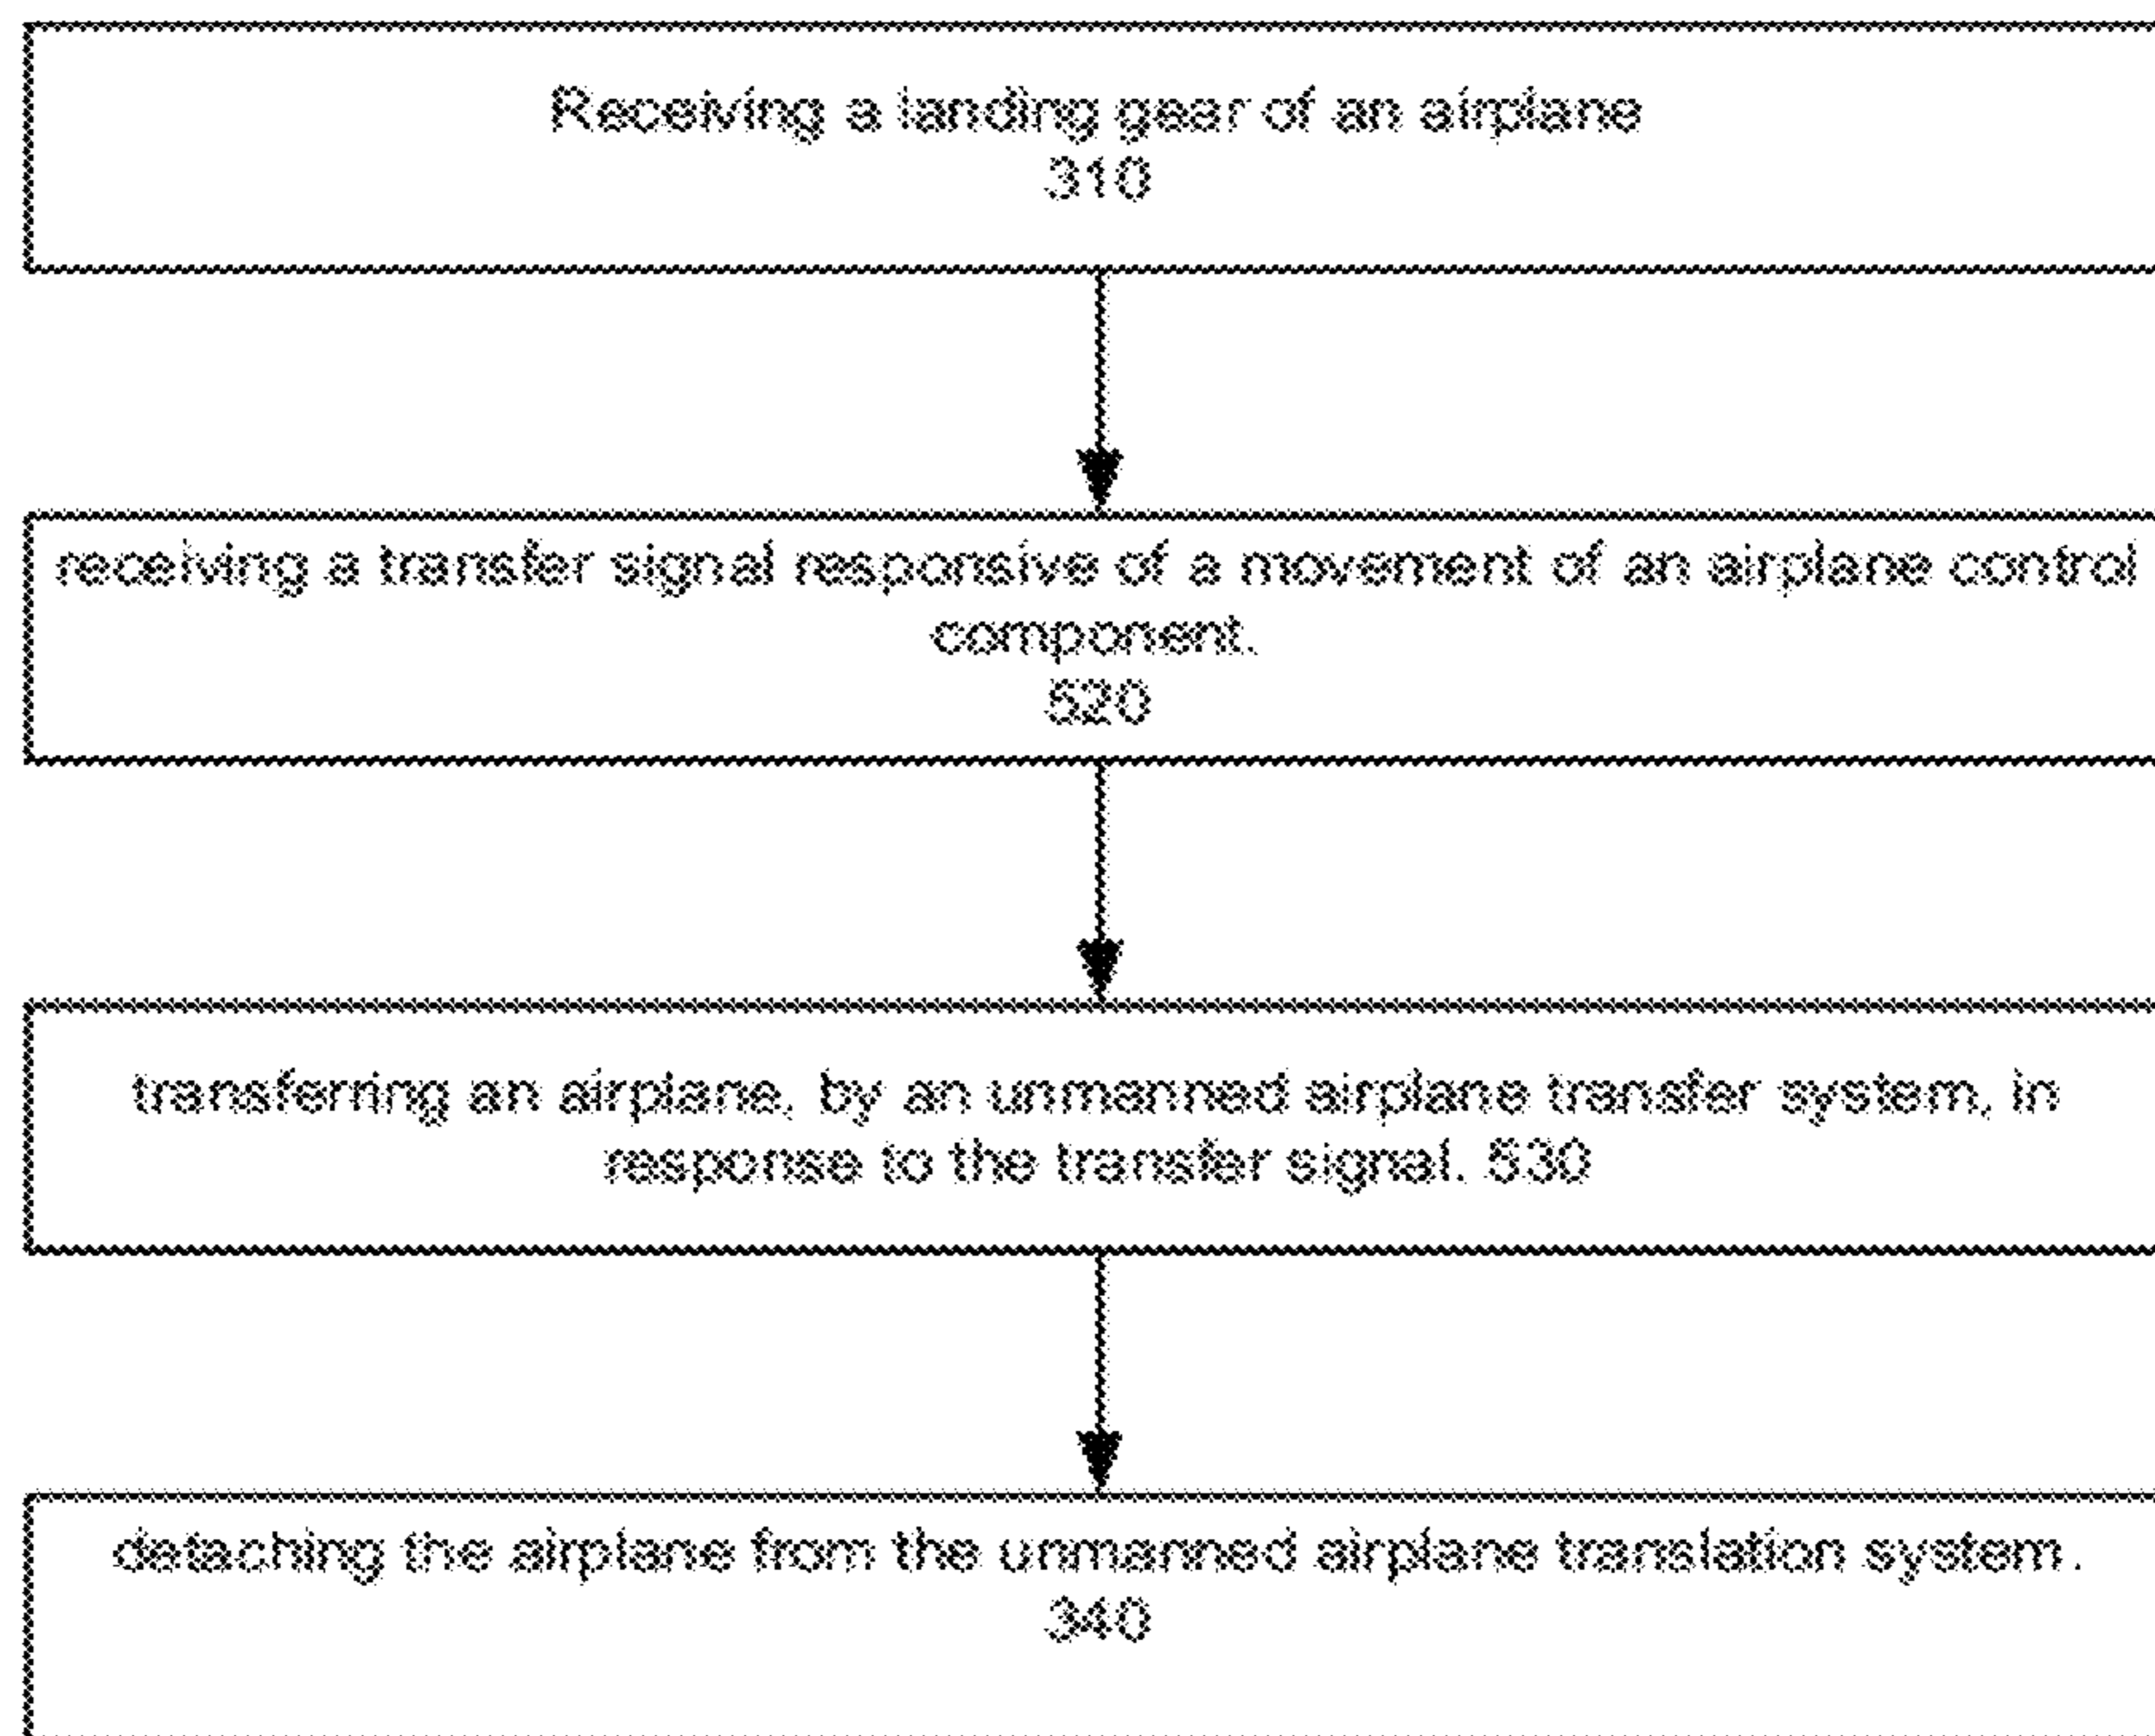 Receiving a landing gear of an airplane
310
receiving a transfer signal responsive of a movement of an airplane control
component.
520
transferring an airplane, by an unmanned airplane transfer system, in
response to the transfer signal. 530
detaching the airplane from the unmanned airplane translation system.
340